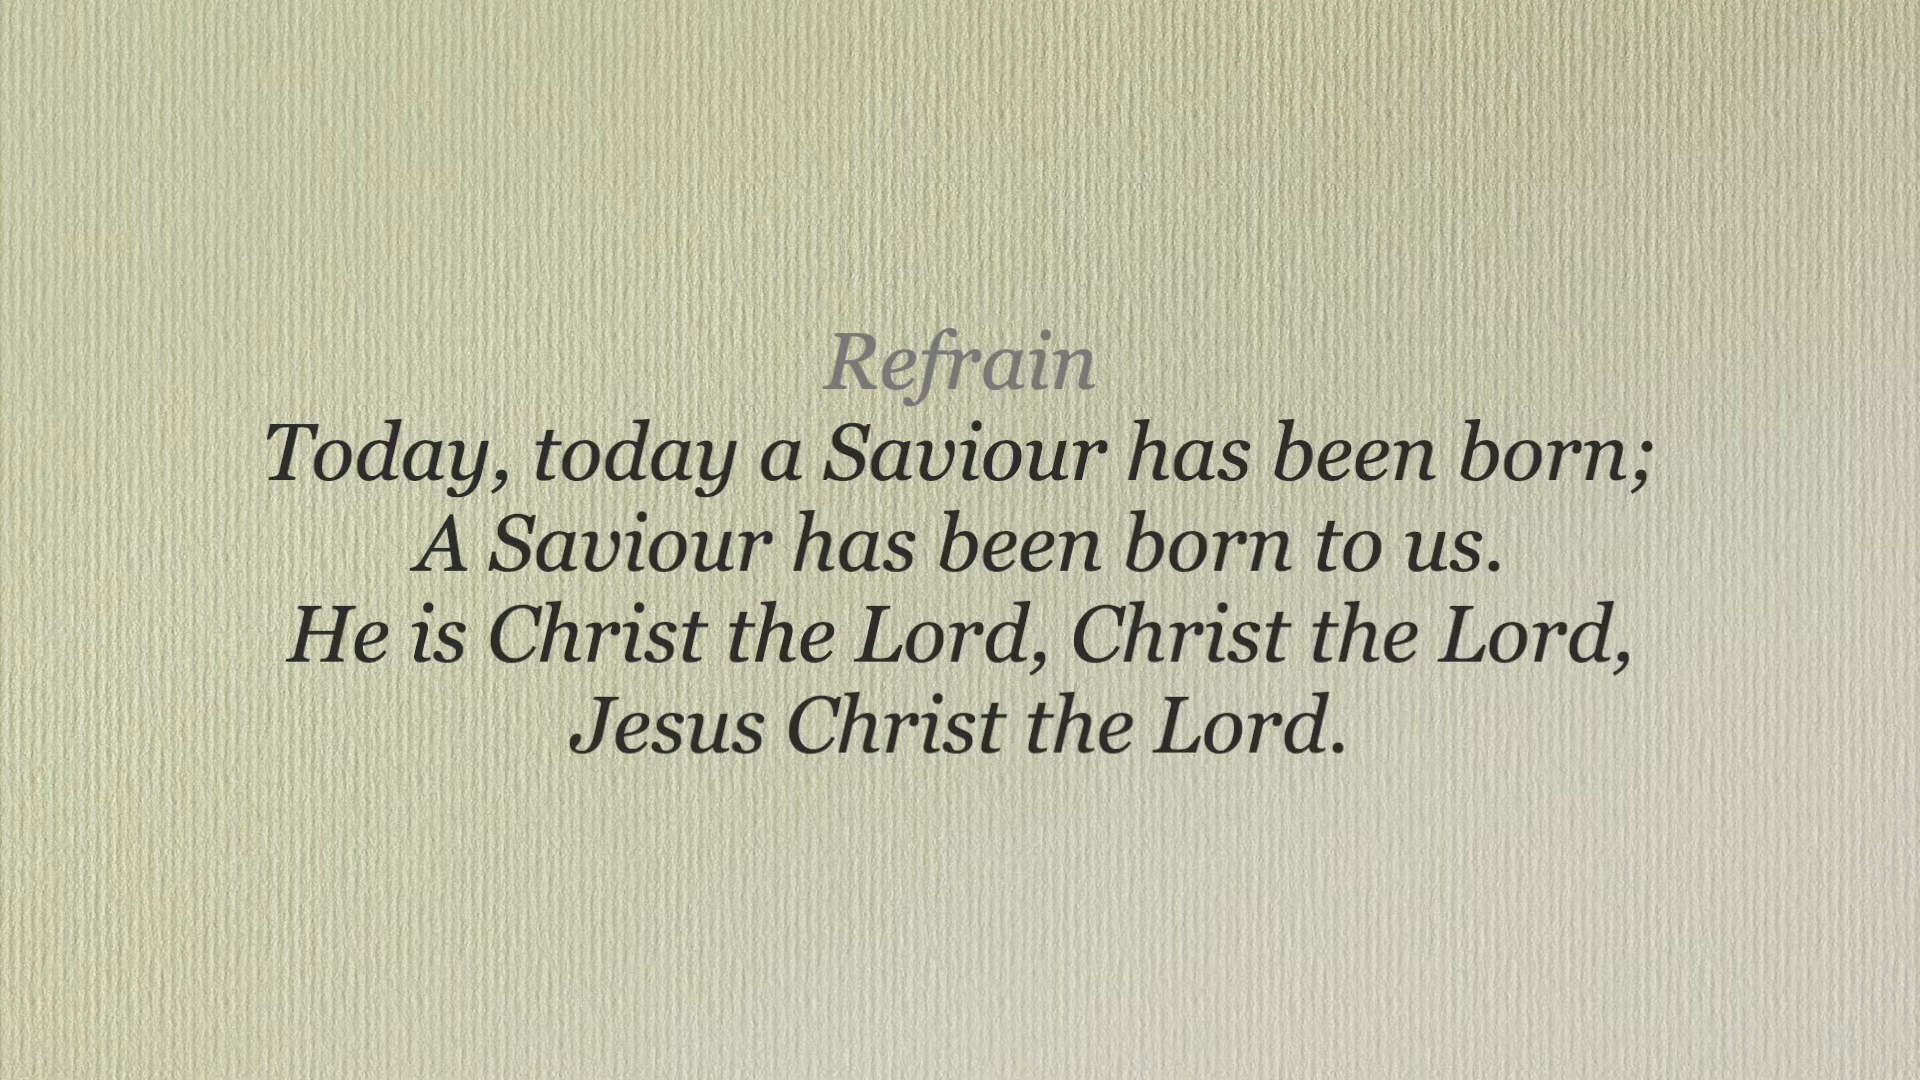 Refrain
Today, today a Saviour has been born;
A Saviour has been born to us.
He is Christ the Lord, Christ the Lord,
Jesus Christ the Lord.